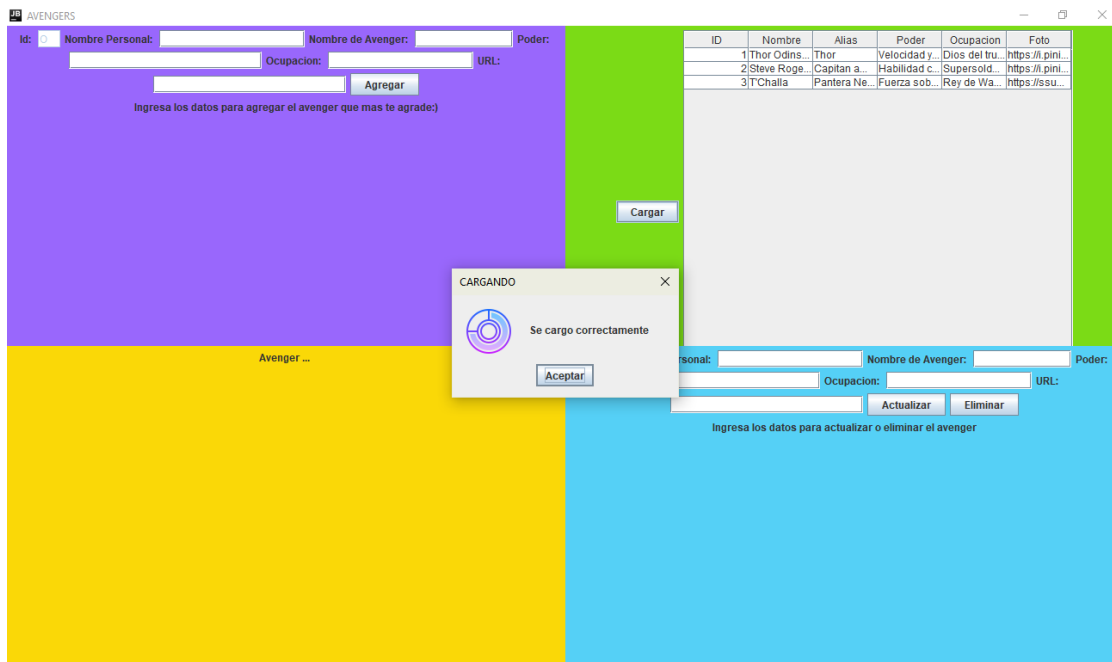 JB AVENGERS
Id: 0 Nombre Personal: Nombre de Avenger: Poder:
Ocupacion: URL:
Agregar
Ingresa los datos para agregar el avenger que mas te agrade:)
Cargar
ID Nombre Alias Poder Ocupacion Foto
1 Thor Odins... Thor Velocidad y... Dios del tru... https://i.pini...
2 Steve Roge... Capitan a... Habilidad c... Supersold... https://i.pini...
3 T'Challa Pantera Ne... Fuerza sob... Rey de Wa... https://ssu...
CARGANDO
Se cargo correctamente
Aceptar
Avenger ...
rsonal: Nombre de Avenger: Poder:
Ocupacion: URL:
Actualizar Eliminar
Ingresa los datos para actualizar o eliminar el avenger